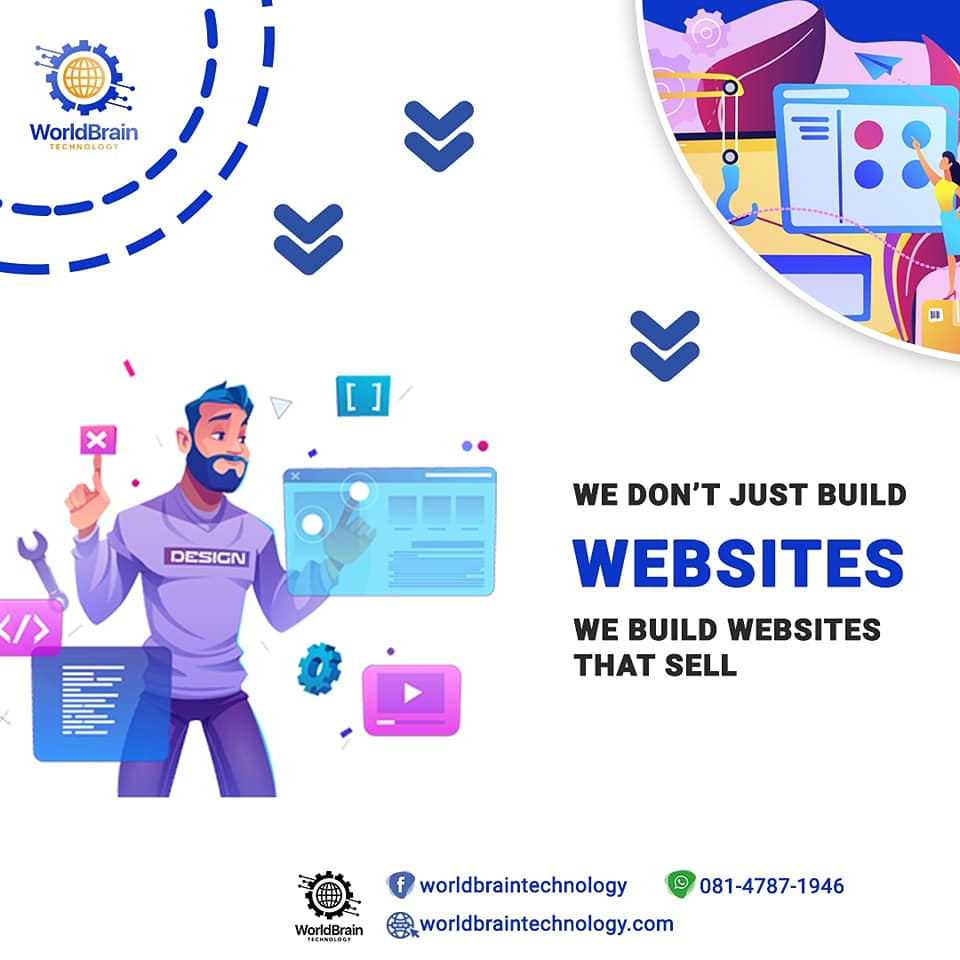 WorldBrain
TECHNOLOGY
DESIGN
</>
WE DON'T JUST BUILD
WEBSITES
WE BUILD WEBSITES
THAT SELL
WorldBrain
TECHNOLOGY
worldbraintechnology
081-4787-1946
worldbraintechnology.com